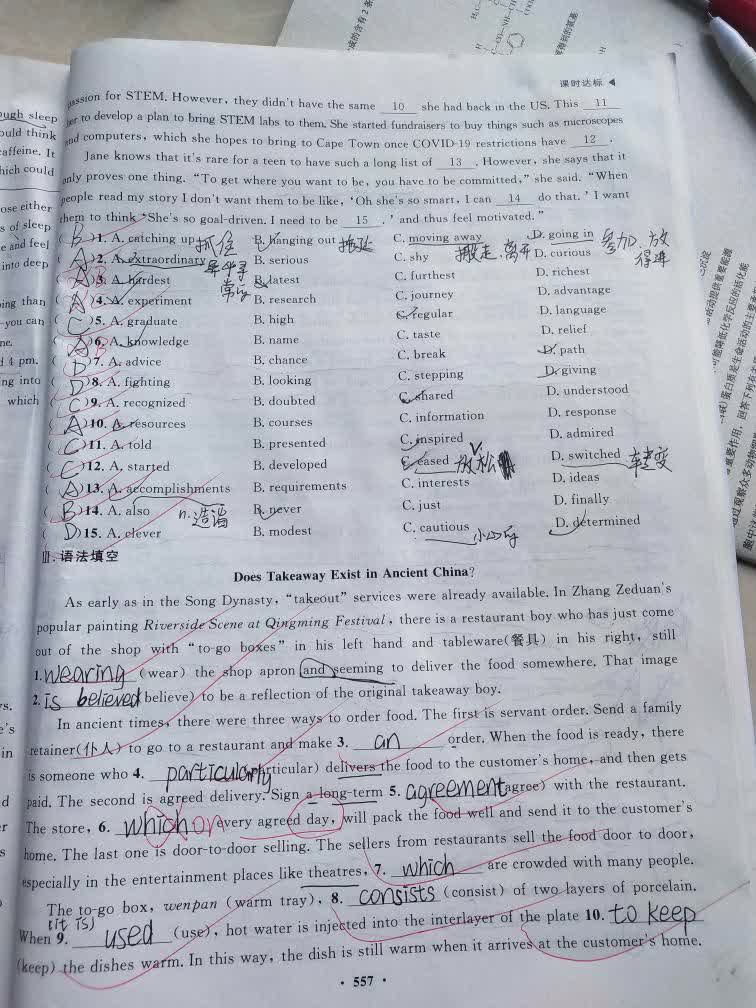 课时达标
passion for STEM. However, they didn't have the same 10 she had back in the US. This 11
her to develop a plan to bring STEM labs to them. She started fundraisers to buy things such as microscopes
and computers, which she hopes to bring to Cape Town once COVID-19 restrictions have 12 .
Jane knows that it's rare for a teen to have such a long list of 13 . However, she says that it
only proves one thing. "To get where you want to be, you have to be committed," she said. "When
people read my story I don't want them to be like, 'Oh she's so smart, I can 14 do that.' I want
them to think 'She's so goal-driven. I need to be 15 ,' and thus feel motivated."
( B )1. A. catching up 抓住 B. hanging out C. moving away D. going in 参加.放
( A )2. A. extraordinary B. serious C. shy 搬走.离开 D. curious
( A )3. A. hardest B. latest C. furthest D. richest
( A )4. A. experiment B. research C. journey D. advantage
( C )5. A. graduate B. high C. regular D. language
( A )6. A. knowledge B. name C. taste D. relief
( D )7. A. advice B. chance C. break D. path
( D )8. A. fighting B. looking C. stepping D. giving
( C )9. A. recognized B. doubted C. shared D. understood
( A )10. A. resources B. courses C. information D. response
( C )11. A. told B. presented C. inspired D. admired
( C )12. A. started B. developed C. eased 放松 D. switched 转变
( A )13. A. accomplishments B. requirements C. interests D. ideas
( B )14. A. also n. 造诣 B. never C. just D. finally
( D )15. A. clever B. modest C. cautious 小心的 D. determined
Ⅲ. 语法填空
Does Takeaway Exist in Ancient China?
As early as in the Song Dynasty, "takeout" services were already available. In Zhang Zeduan's
popular painting Riverside Scene at Qingming Festival, there is a restaurant boy who has just come
out of the shop with "to-go boxes" in his left hand and tableware(餐具) in his right, still
1. wearing (wear) the shop apron and seeming to deliver the food somewhere. That image
2. is believed believe) to be a reflection of the original takeaway boy.
In ancient times, there were three ways to order food. The first is servant order. Send a family
retainer(仆人) to go to a restaurant and make 3. an order. When the food is ready, there
is someone who 4. particularly rticular) delivers the food to the customer's home, and then gets
paid. The second is agreed delivery. Sign a long-term 5. agreement agree) with the restaurant.
The store, 6. which on every agreed day, will pack the food well and send it to the customer's
home. The last one is door-to-door selling. The sellers from restaurants sell the food door to door,
especially in the entertainment places like theatres, 7. which are crowded with many people.
The to-go box, wenpan (warm tray), 8. consists (consist) of two layers of porcelain.
(it is)
When 9. used (use), hot water is injected into the interlayer of the plate 10. to keep
(keep) the dishes warm. In this way, the dish is still warm when it arrives at the customer's home.
· 557 ·